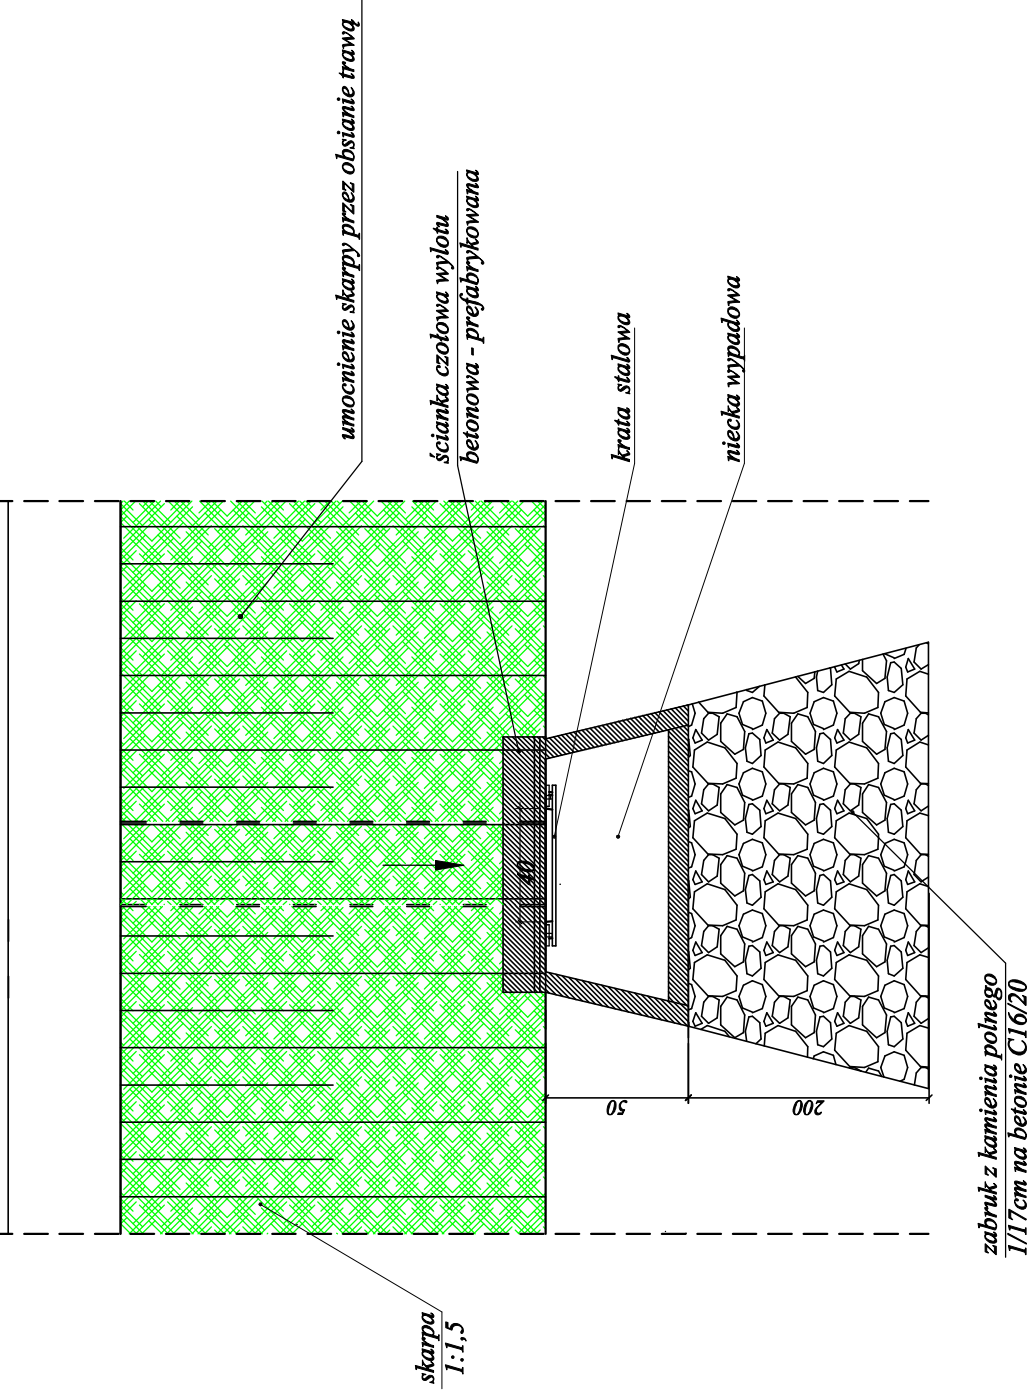 umocnienie skarpy przez obsianie trawą
ścianka czołowa wylotu
betonowa - prefabrykowana
krata stalowa
niecka wypadowa
40
50
200
zabruk z kamienia polnego
1/17cm na betonie C16/20
skarpa
1:1,5